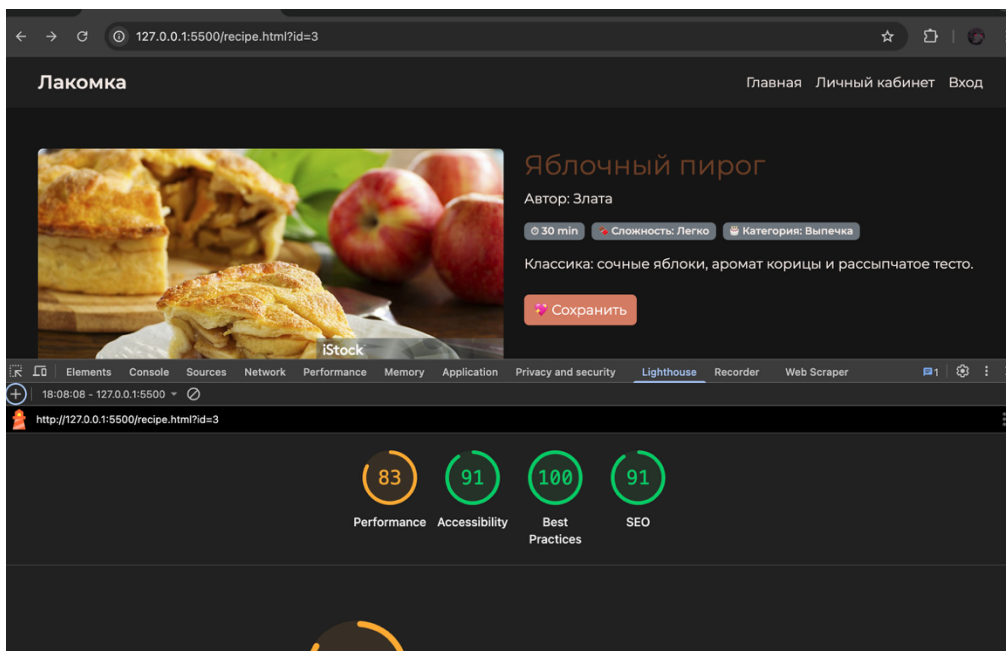 127.0.0.1:5500/recipe.html?id=3
Лакомка
Главная Личный кабинет Вход
Яблочный пирог
Автор: Злата
30 min Сложность: Легко Категория: Выпечка
Классика: сочные яблоки, аромат корицы и рассыпчатое тесто.
Сохранить
iStock
Elements Console Sources Network Performance Memory Application Privacy and security Lighthouse Recorder Web Scraper 1
18:08:08 - 127.0.0.1:5500
http://127.0.0.1:5500/recipe.html?id=3
83 91 100 91
Performance Accessibility Best Practices SEO